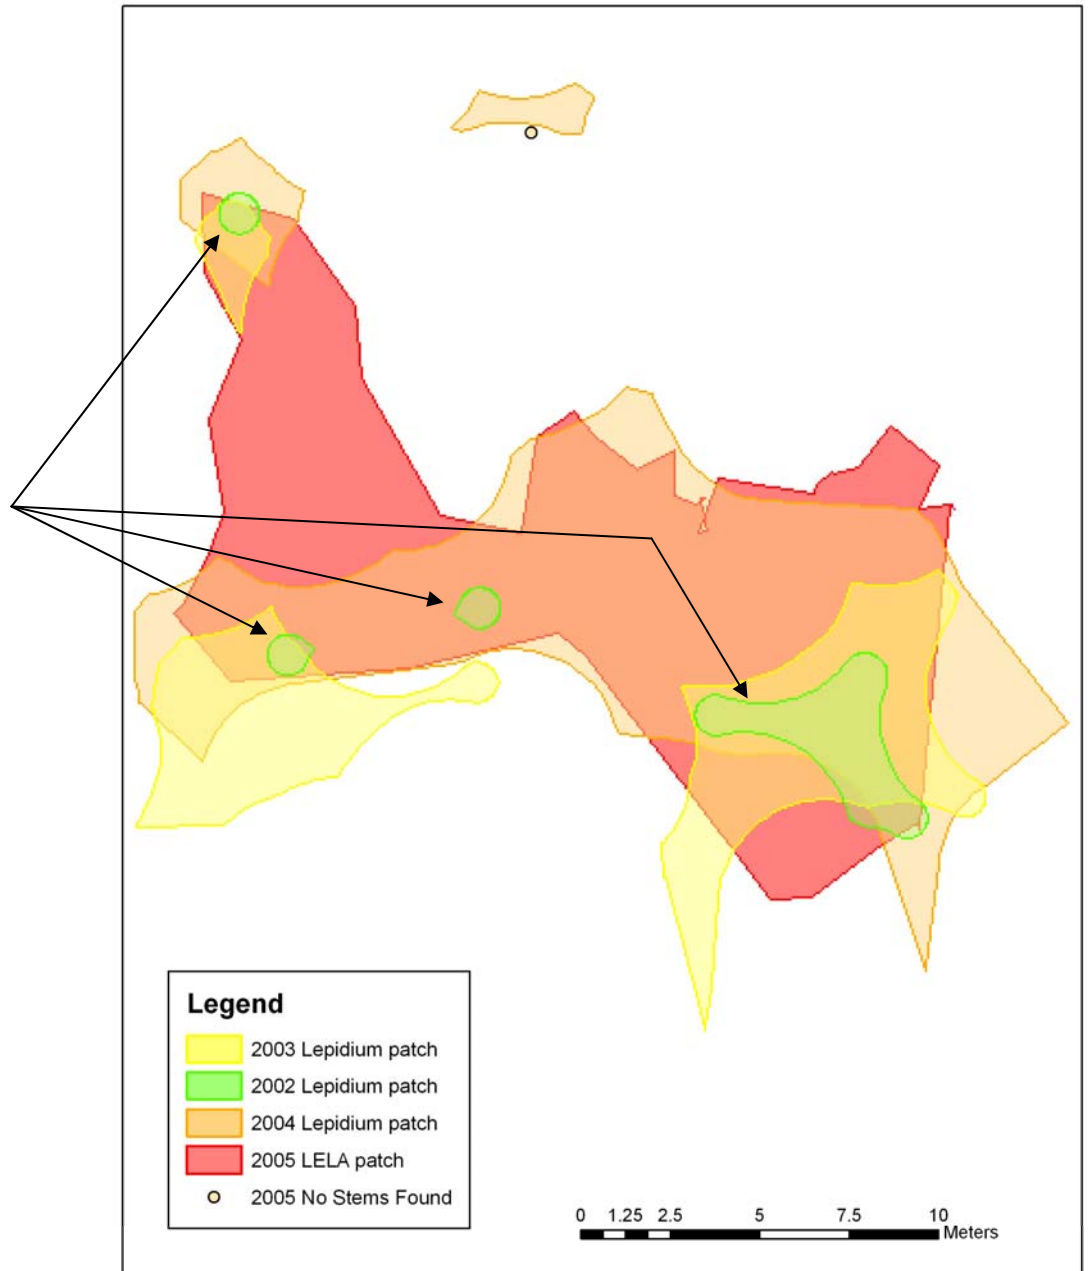 Legend
2003 Lepidium patch
2002 Lepidium patch
2004 Lepidium patch
2005 LELA patch
2005 No Stems Found
0 1.25 2.5 5 7.5 10
Meters